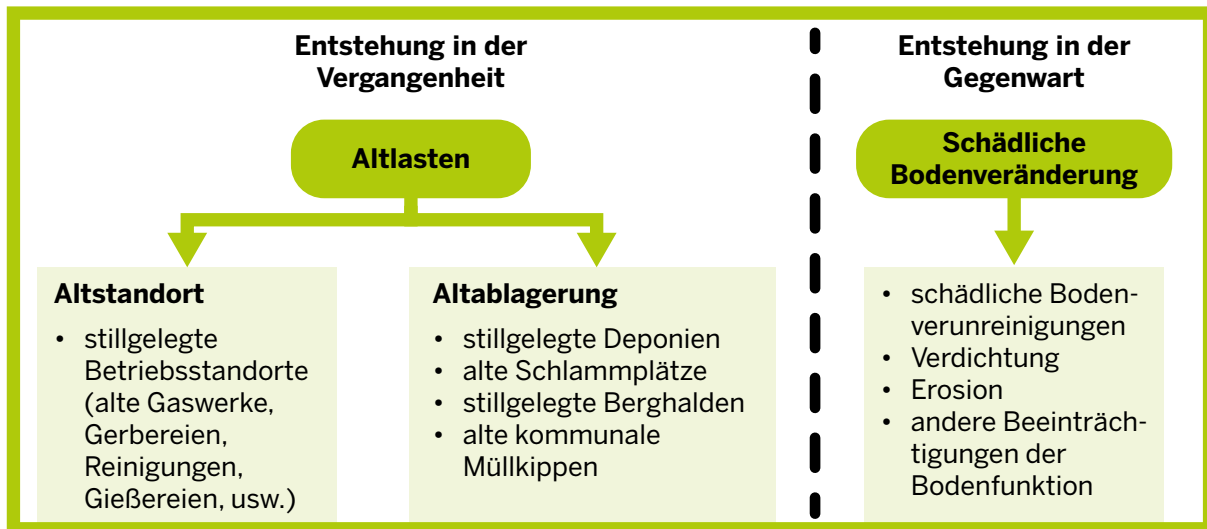 Entstehung in der
Vergangenheit
Altlasten
Altstandort
• stillgelegte
Betriebsstandorte
(alte Gaswerke,
Gerbereien,
Reinigungen,
Gießereien, usw.)
Altablagerung
• stillgelegte Deponien
• alte Schlammplätze
• stillgelegte Berghalden
• alte kommunale
Müllkippen
Entstehung in der
Gegenwart
Schädliche
Bodenveränderung
• schädliche Boden-
verunreinigungen
• Verdichtung
• Erosion
• andere Beeinträch-
tigungen der
Bodenfunktion